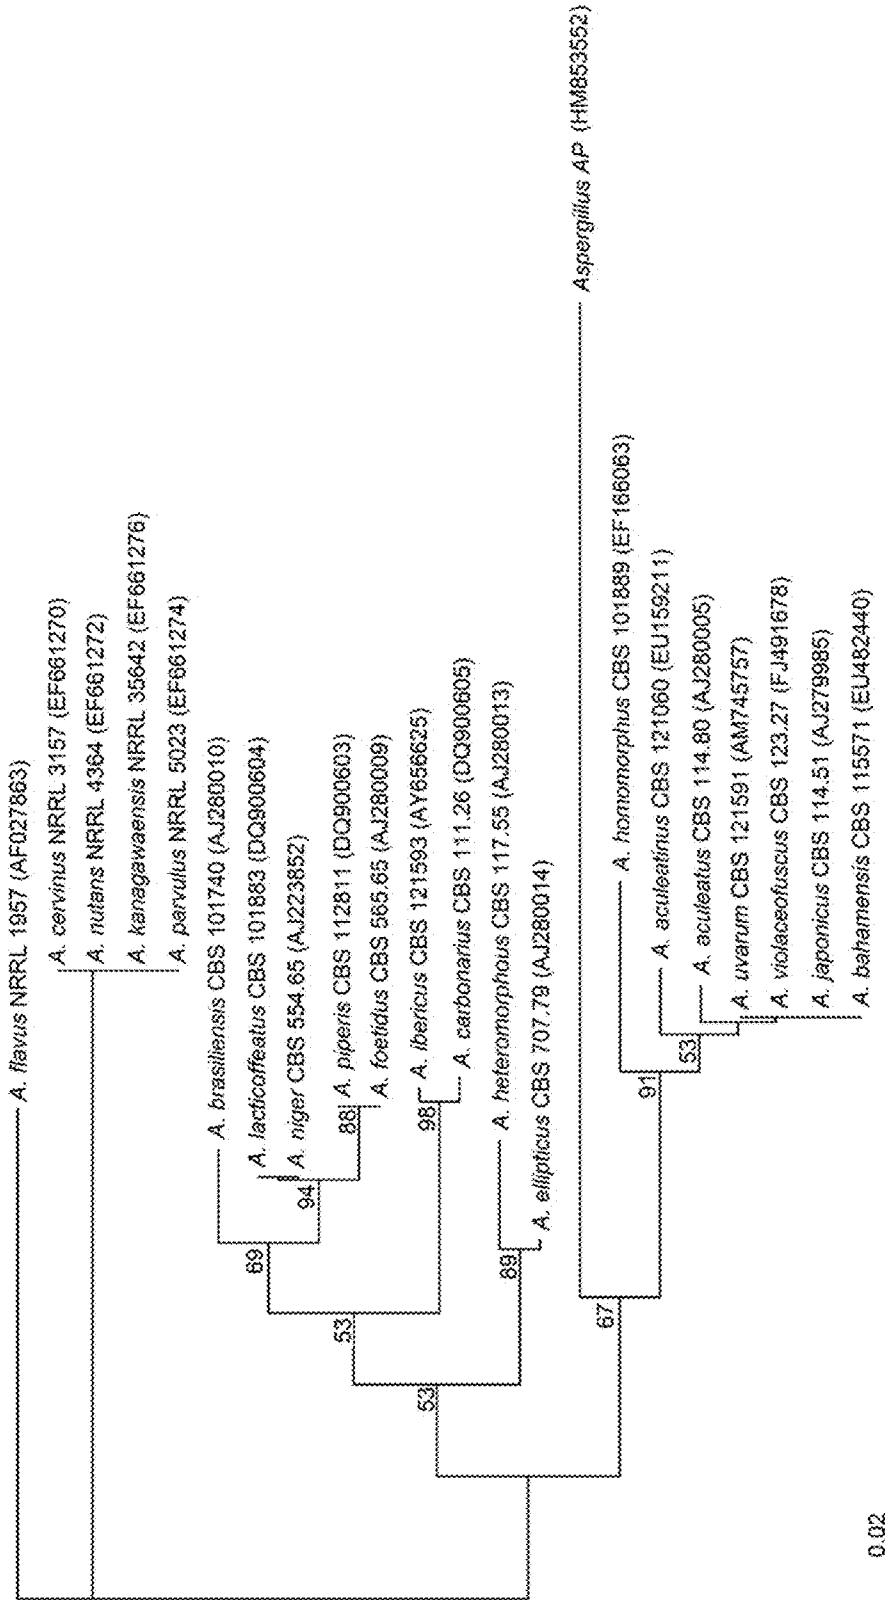 A. flavus NRRL 1957 (AF027863)
A. cervinus NRRL 3157 (EF661270)
A. nutans NRRL 4364 (EF661272)
A. kanagawaensis NRRL 35642 (EF661276)
A. parvulus NRRL 5023 (EF661274)
A. brasiliensis CBS 101740 (AJ280010)
69
A. lacticoffeatus CBS 101883 (DQ900604)
A. niger CBS 554.65 (AJ223852)
94
A. piperis CBS 112811 (DQ900603)
88
A. foetidus CBS 565.65 (AJ280009)
53
A. ibericus CBS 121593 (AY656625)
98
A. carbonarius CBS 111.26 (DQ900605)
53
A. heteromorphous CBS 117.55 (AJ280013)
89
A. ellipticus CBS 707.79 (AJ280014)
Aspergillus AP (HM853552)
67
A. homomorphus CBS 101889 (EF166063)
91
A. aculeatinus CBS 121060 (EU159211)
53
A. aculeatus CBS 114.80 (AJ280005)
A. uvarum CBS 121591 (AM745757)
A. violaceofuscus CBS 123.27 (FJ491678)
A. japonicus CBS 114.51 (AJ279985)
A. bahamensis CBS 115571 (EU482440)
0.02